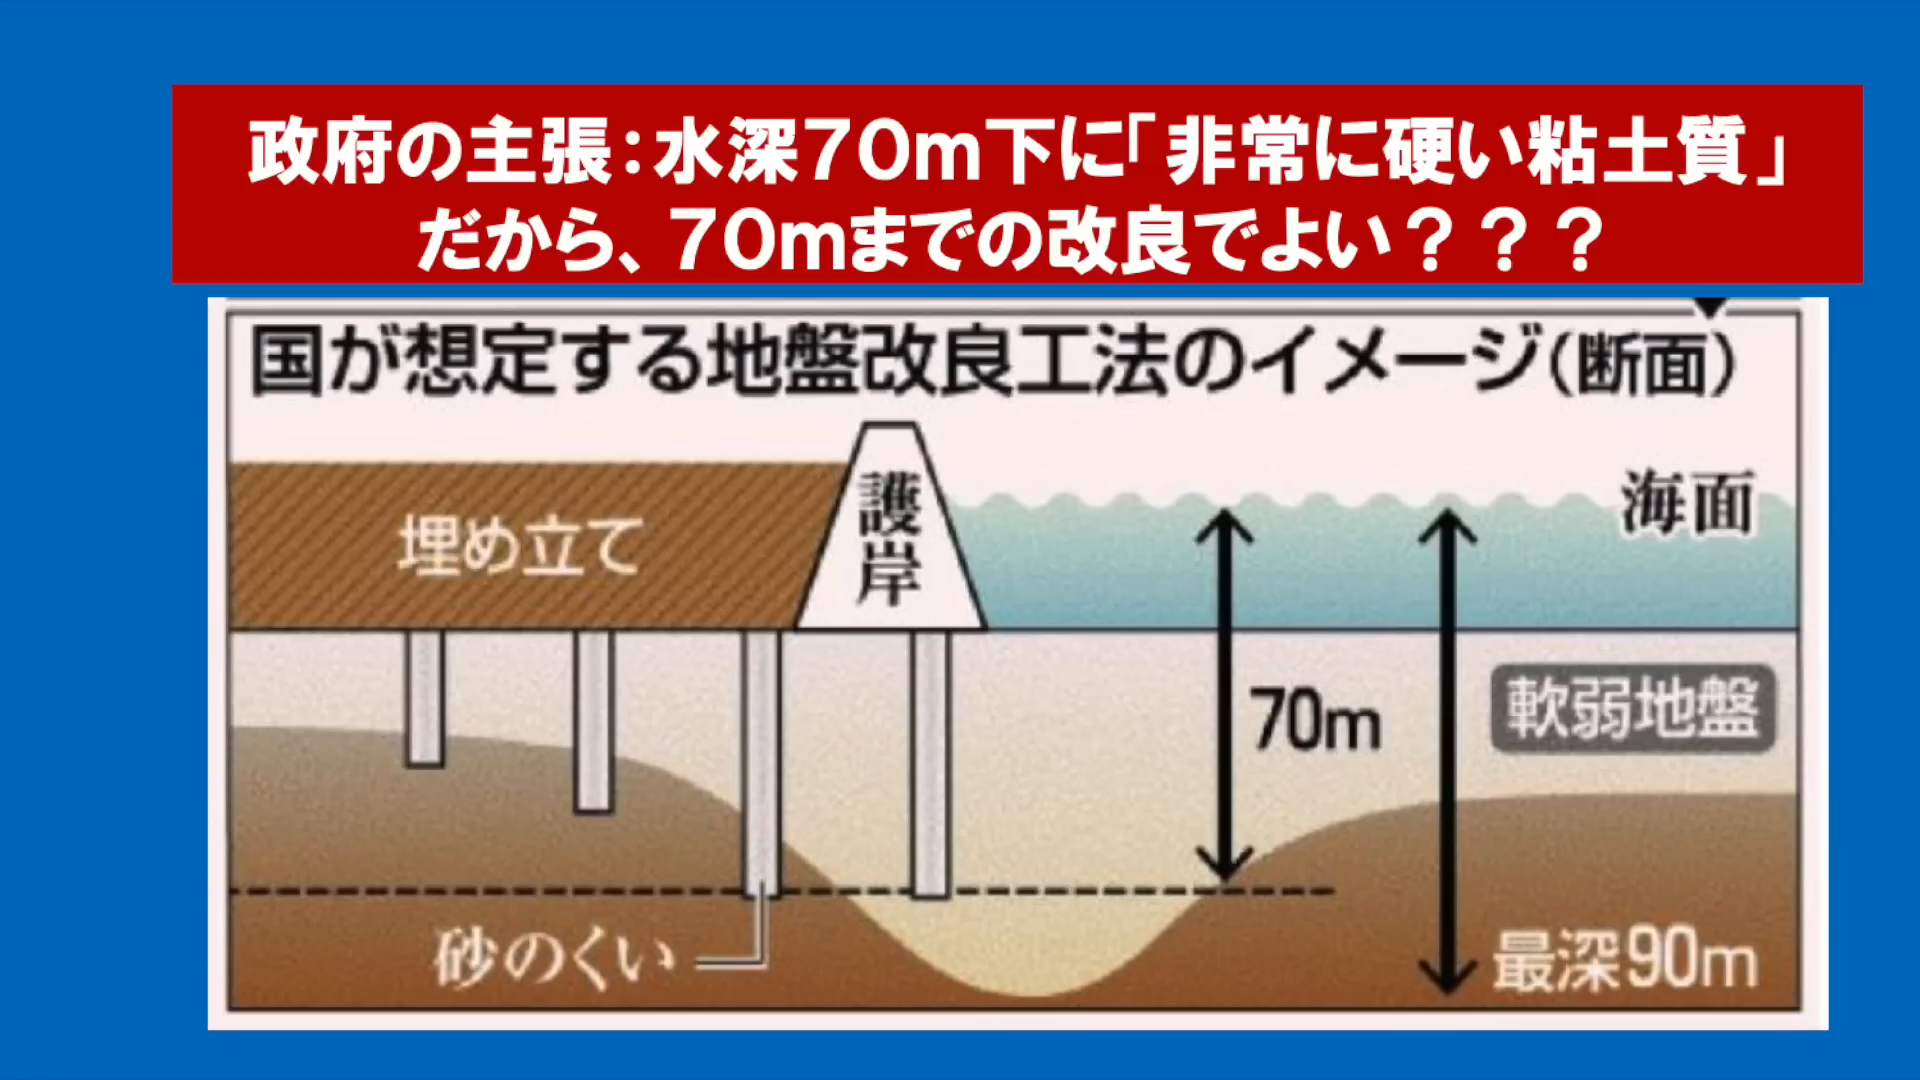 政府の主張：水深７０ｍ下に「非常に硬い粘土質」
だから、７０ｍまでの改良でよい？？？
国が想定する地盤改良工法のイメージ（断面）
埋め立て
護岸
海面
70m
軟弱地盤
砂のくい
最深90m